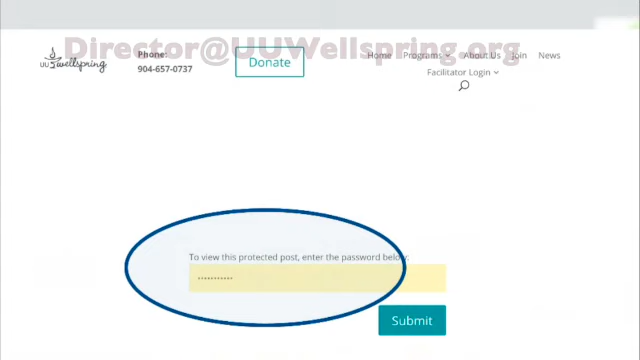 Director@UUWellspring.org
UU Wellspring
Phone:
904-657-0737
Donate
Home Programs About Us Join News
Facilitator Login
To view this protected post, enter the password below:
Submit